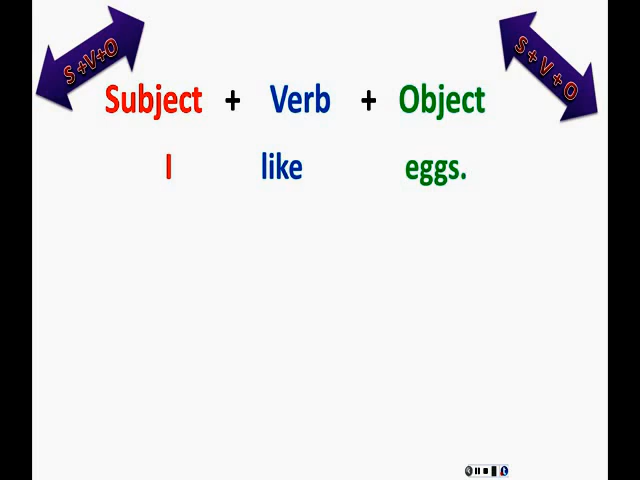 S +V+O
S + V + O
Subject + Verb + Object
I like eggs.